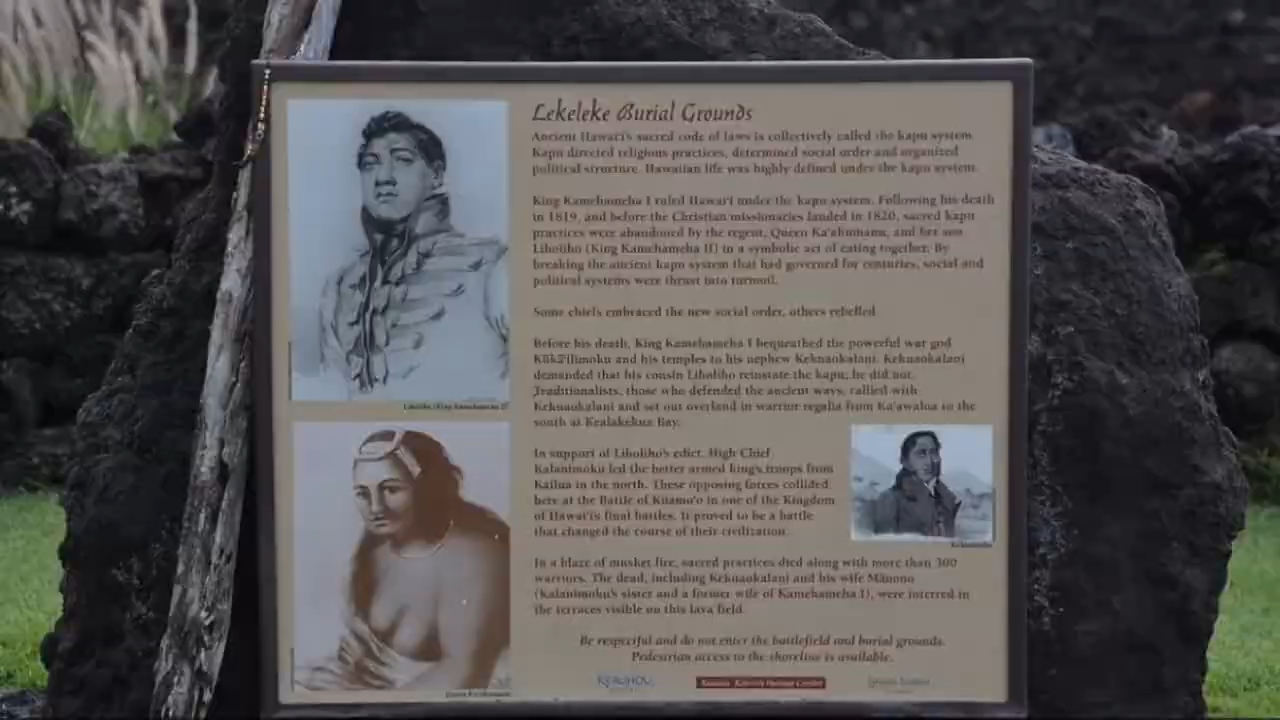 Lekeleke Burial Grounds
Ancient Hawai'i's sacred code of laws is collectively called the kapu system.
Kapu directed religious practices, determined social order and organized
political structure. Hawaiian life was highly defined under the kapu system.
King Kamehameha I ruled Hawai'i under the kapu system. Following his death
in 1819, and before the Christian missionaries landed in 1820, sacred kapu
practices were abandoned by the regent, Queen Ka'ahumanu, and her son
Liholiho (King Kamehameha II) in a symbolic act of eating together. By
breaking the ancient kapu system that had governed for centuries, social and
political systems were thrust into turmoil.
Some chiefs embraced the new social order, others rebelled.
Before his death, King Kamehameha I bequeathed the powerful war god
Kūkā'ilimoku and his temples to his nephew Kekuaokalani. Kekuaokalani
demanded that his cousin Liholiho reinstate the kapu; he did not.
Traditionalists, those who defended the ancient ways, rallied with
Kekuaokalani and set out overland in warrior regalia from Ka'awaloa to the
south at Kealakekua Bay.
In support of Liholiho's edict, High Chief
Kalanimoku led the better armed king's troops from
Kailua in the north. These opposing forces collided
here at the Battle of Kuamo'o in one of the Kingdom
of Hawai'i's final battles. It proved to be a battle
that changed the course of their civilization.
In a blaze of musket fire, sacred practices died along with more than 300
warriors. The dead, including Kekuaokalani and his wife Manono
(Kalanimoku's sister and a former wife of Kamehameha I), were interred in
the terraces visible on this lava field.
Be respectful and do not enter the battlefield and burial grounds.
Pedestrian access to the shoreline is available.
Liholiho (King Kamehameha II)
Queen Ka'ahumanu
Kalanimoku
KEAUHOU